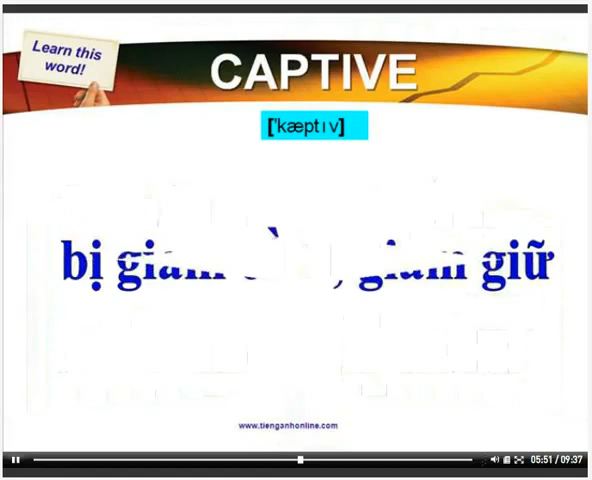 Learn this
word!
CAPTIVE
['kæptɪv]
bị giam , giam giữ
www.tienganhonline.com
05:51 / 09:37